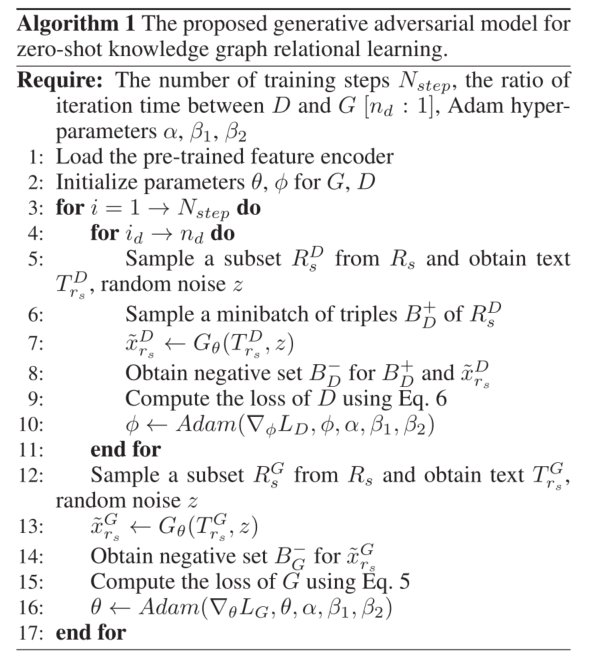 Algorithm 1 The proposed generative adversarial model for
zero-shot knowledge graph relational learning.
Require: The number of training steps $N_{step}$, the ratio of
iteration time between $D$ and $G$ $[n_d : 1]$, Adam hyper-
parameters $\alpha$, $\beta_1$, $\beta_2$
1: Load the pre-trained feature encoder
2: Initialize parameters $\theta$, $\phi$ for $G$, $D$
3: for $i = 1 \rightarrow N_{step}$ do
4: for $i_d \rightarrow n_d$ do
5: Sample a subset $R_s^D$ from $R_s$ and obtain text
$T_{r_s}^D$, random noise $z$
6: Sample a minibatch of triples $B_D^+$ of $R_s^D$
7: $\tilde{x}_{r_s}^D \leftarrow G_\theta(T_{r_s}^D, z)$
8: Obtain negative set $B_D^-$ for $B_D^+$ and $\tilde{x}_{r_s}^D$
9: Compute the loss of $D$ using Eq. 6
10: $\phi \leftarrow Adam(\nabla_\phi L_D, \phi, \alpha, \beta_1, \beta_2)$
11: end for
12: Sample a subset $R_s^G$ from $R_s$ and obtain text $T_{r_s}^G$,
random noise $z$
13: $\tilde{x}_{r_s}^G \leftarrow G_\theta(T_{r_s}^G, z)$
14: Obtain negative set $B_G^-$ for $\tilde{x}_{r_s}^G$
15: Compute the loss of $G$ using Eq. 5
16: $\theta \leftarrow Adam(\nabla_\theta L_G, \theta, \alpha, \beta_1, \beta_2)$
17: end for